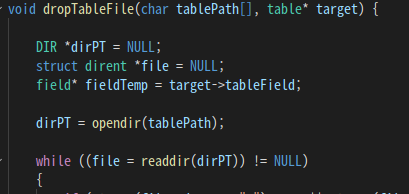 void dropTableFile(char tablePath[], table* target) {
DIR *dirPT = NULL;
struct dirent *file = NULL;
field* fieldTemp = target->tableField;
dirPT = opendir(tablePath);
while ((file = readdir(dirPT)) != NULL)
{